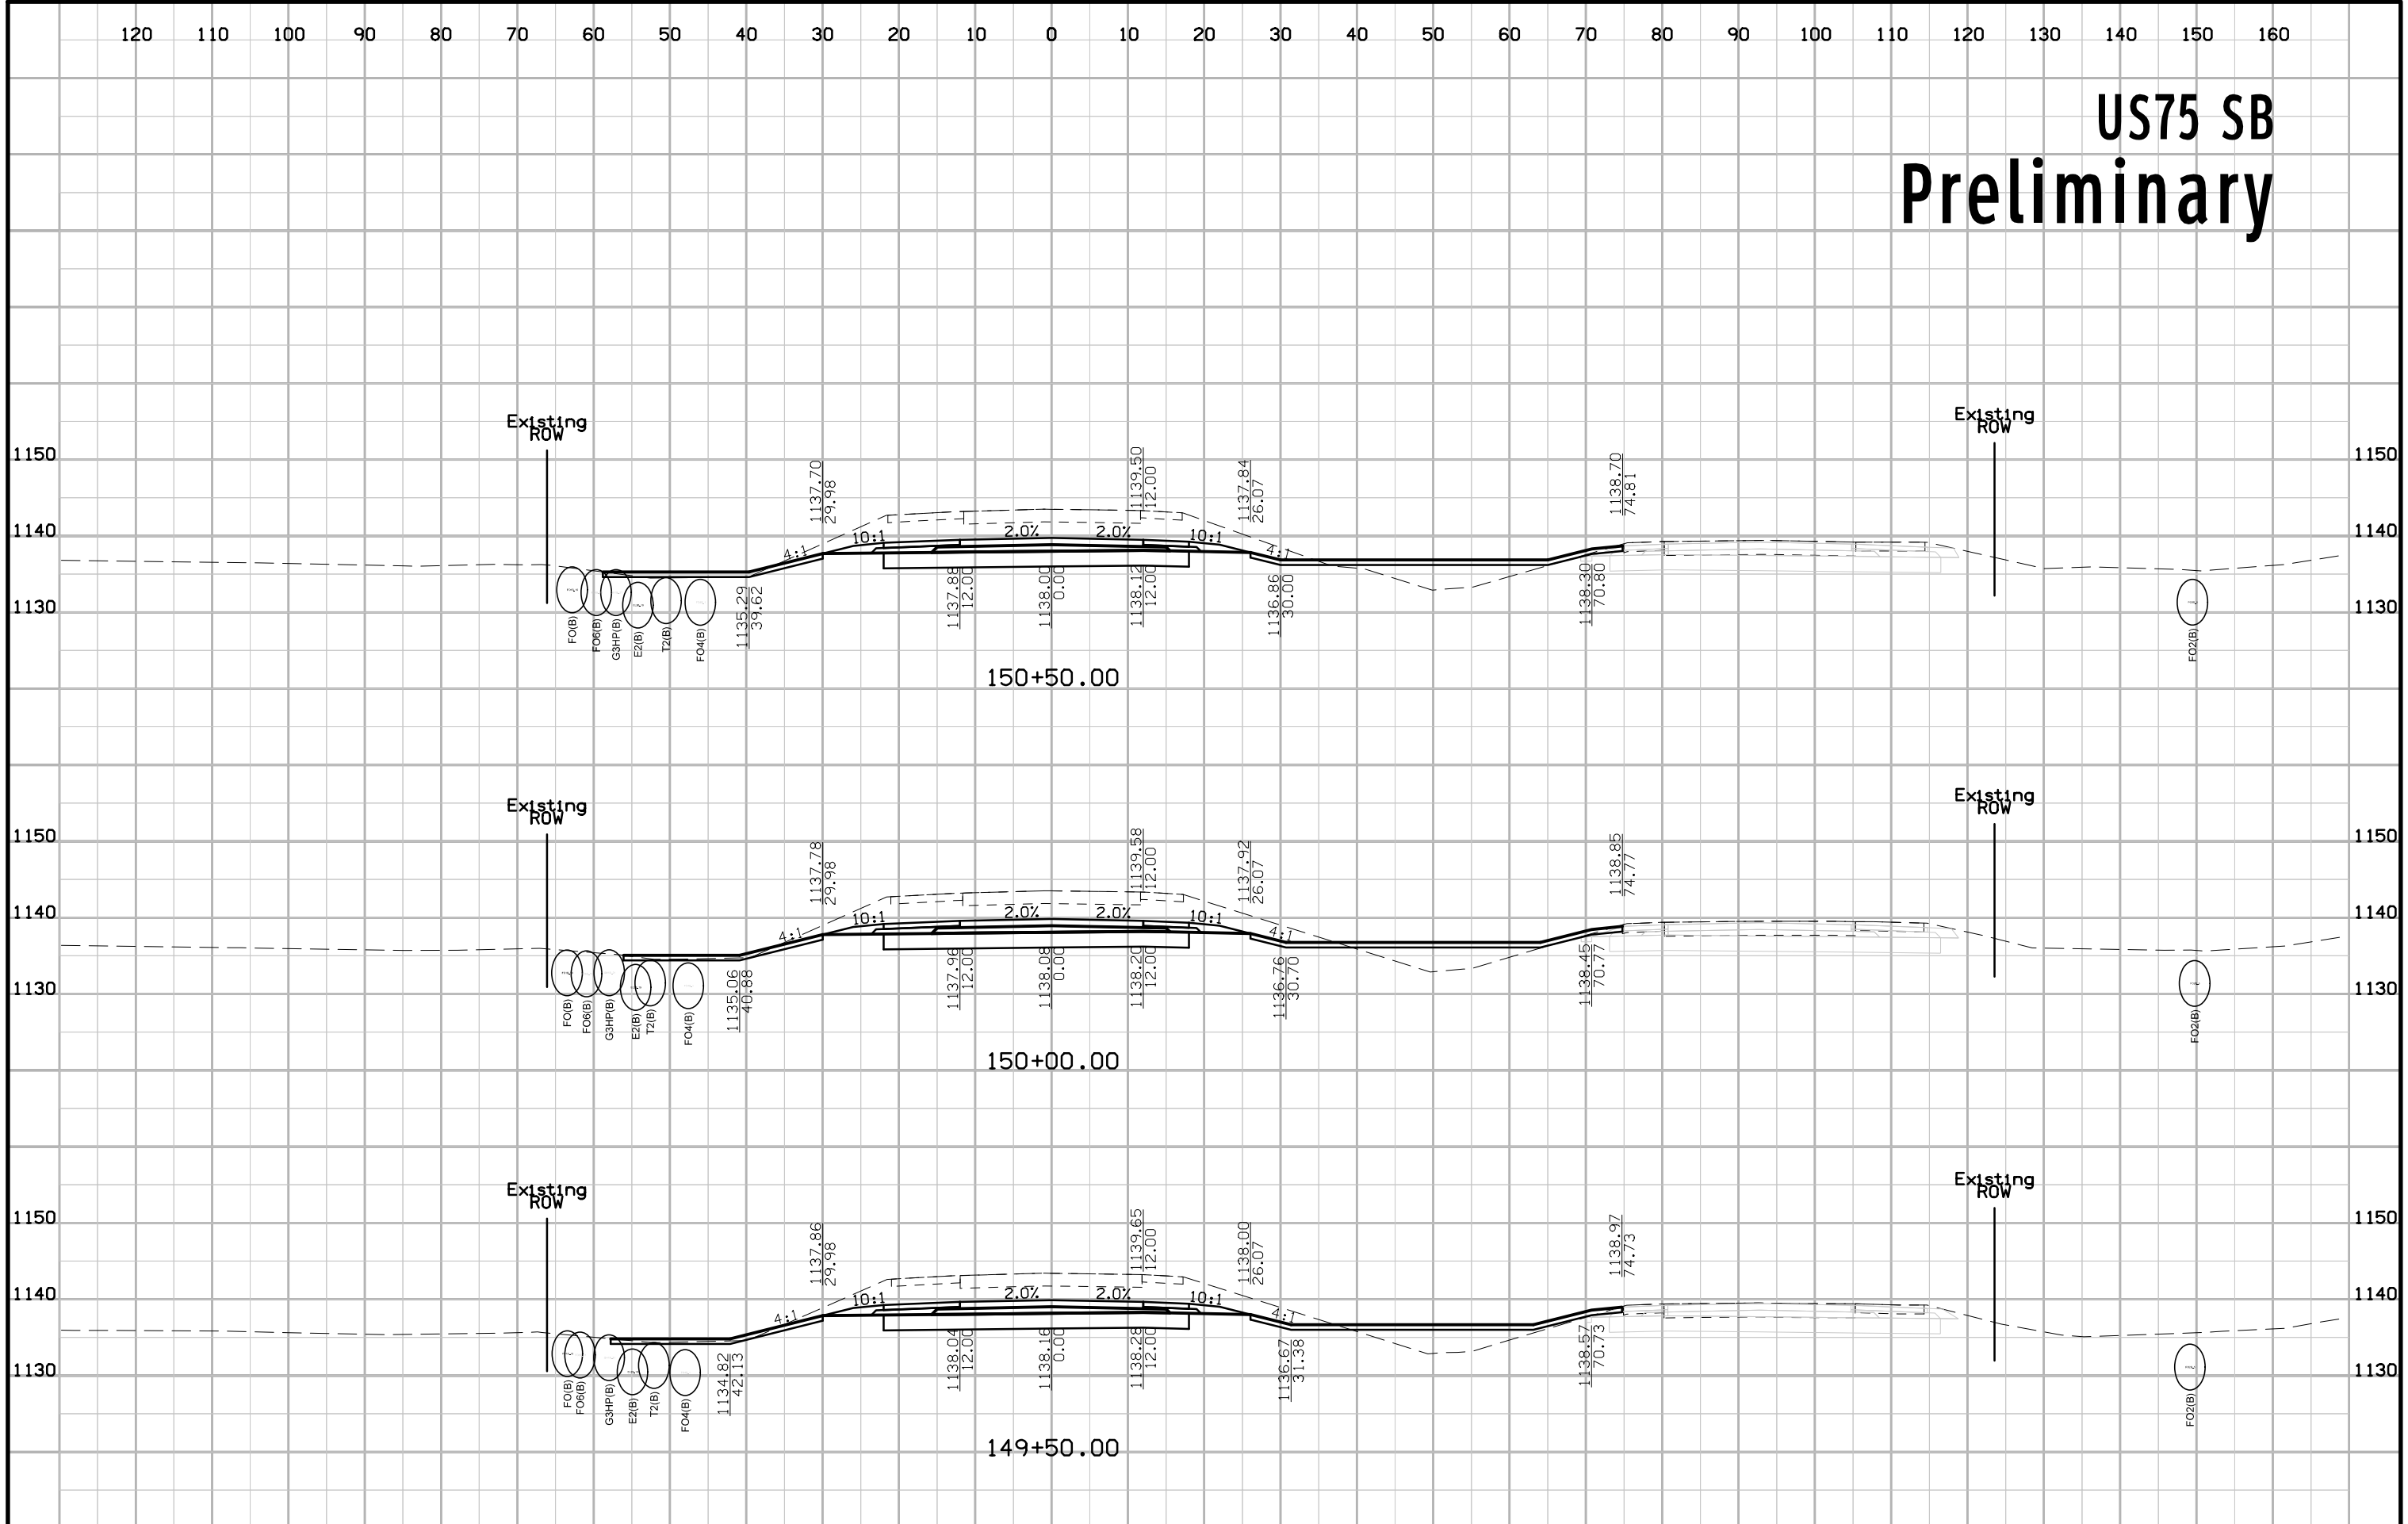 120 110 100 90 80 70 60 50 40 30 20 10 0 10 20 30 40 50 60 70 80 90 100 110 120 130 140 150 160
US75 SB
Preliminary
Existing
ROW
Existing
ROW
1150
1150
1137.70
29.98
1139.50
12.00
1137.84
26.07
1138.70
74.81
1140
1140
4:1
10:1
2.0%
2.0%
10:1
4:1
1130
1130
FO(B)
FO6(B)
G3HP(B)
E2(B)
T2(B)
FO4(B)
1135.29
39.62
1137.88
12.00
1138.00
0.00
1138.12
12.00
1136.86
30.00
1138.30
70.80
FO2(B)
150+50.00
Existing
ROW
Existing
ROW
1150
1150
1137.78
29.98
1139.58
12.00
1137.92
26.07
1138.85
74.77
1140
1140
4:1
10:1
2.0%
2.0%
10:1
4:1
1130
1130
FO(B)
FO6(B)
G3HP(B)
E2(B)
T2(B)
FO4(B)
1135.06
40.88
1137.96
12.00
1138.08
0.00
1138.20
12.00
1136.76
30.70
1138.45
70.77
FO2(B)
150+00.00
Existing
ROW
Existing
ROW
1150
1150
1137.86
29.98
1139.65
12.00
1138.00
26.07
1138.97
74.73
1140
1140
4:1
10:1
2.0%
2.0%
10:1
4:1
1130
1130
FO(B)
FO6(B)
G3HP(B)
E2(B)
T2(B)
FO4(B)
1134.82
42.13
1138.04
12.00
1138.16
0.00
1138.28
12.00
1136.67
31.38
1138.57
70.73
FO2(B)
149+50.00